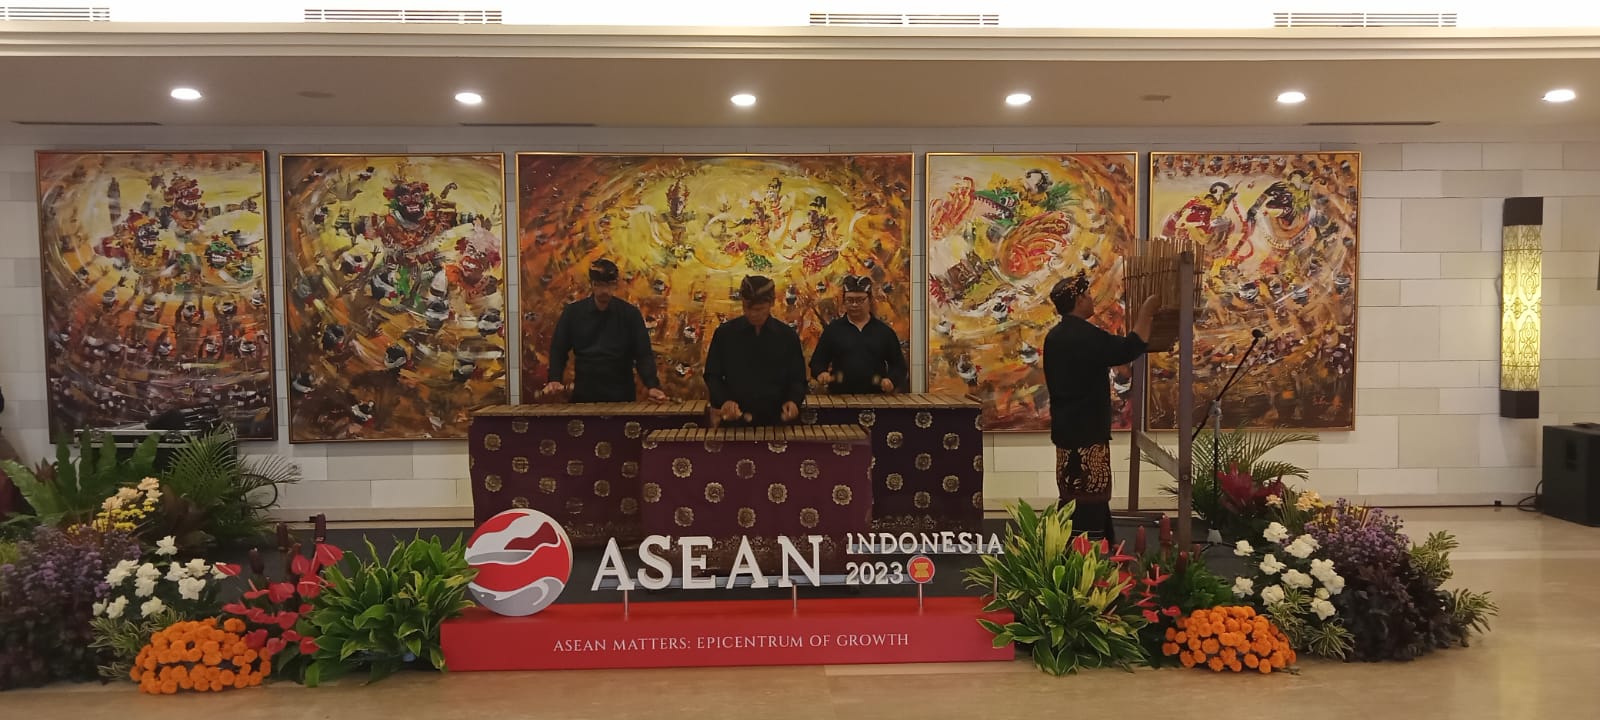 ASEAN
INDONESIA
2023
ASEAN MATTERS: EPICENTRUM OF GROWTH